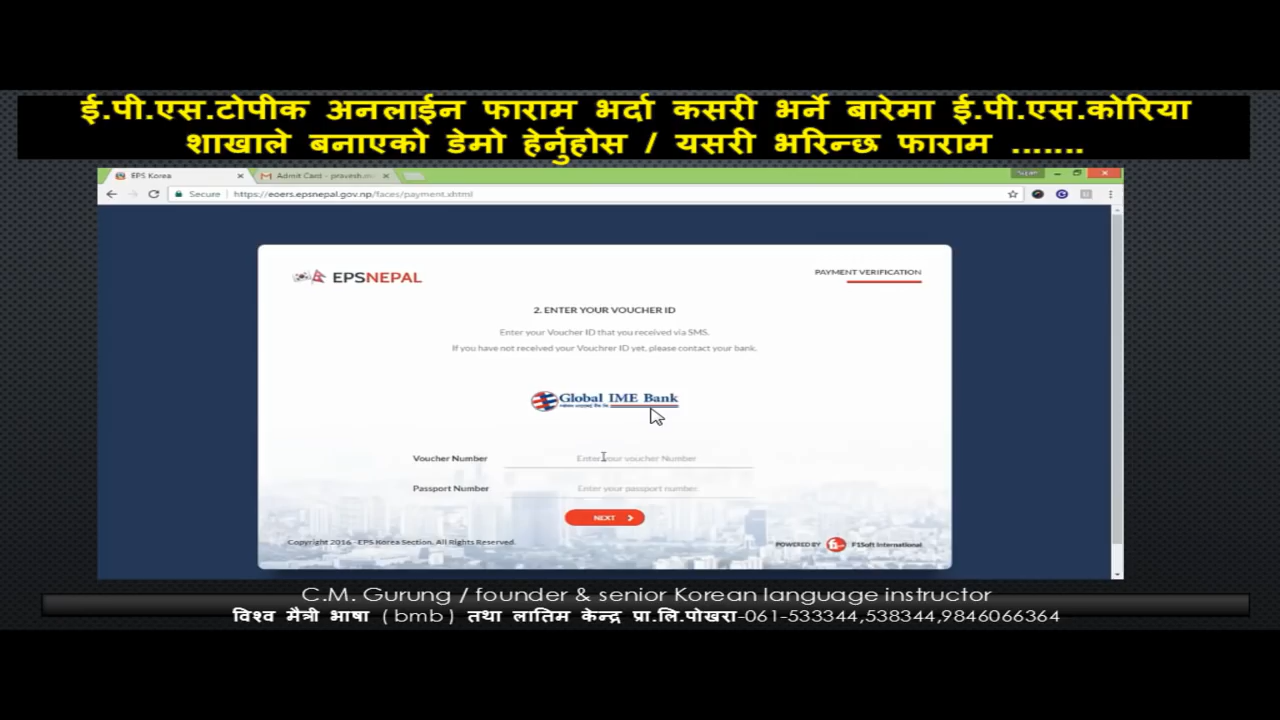 ई.पी.एस.टोपीक अनलाईन फाराम भर्दा कसरी भर्ने बारेमा ई.पी.एस.कोरिया
शाखाले बनाएको डेमो हेर्नुहोस / यसरी भरिन्छ फाराम .......
EPS Korea
Admit Card - pravesh.m
Secure https://eoers.epsnepal.gov.np/faces/payment.xhtml
EPSNEPAL
PAYMENT VERIFICATION
2. ENTER YOUR VOUCHER ID
Enter your Voucher ID that you received via SMS.
If you have not received your Vouchrer ID yet, please contact your bank.
Global IME Bank
Voucher Number Enter your voucher Number
Passport Number Enter your passport number
NEXT
Copyright 2016 - EPS Korea Section. All Rights Reserved.
POWERED BY F1Soft International
C.M. Gurung / founder & senior Korean language instructor
विश्व मैत्री भाषा ( bmb ) तथा लातिम केन्द्र प्रा.लि.पोखरा-061-533344,538344,9846066364